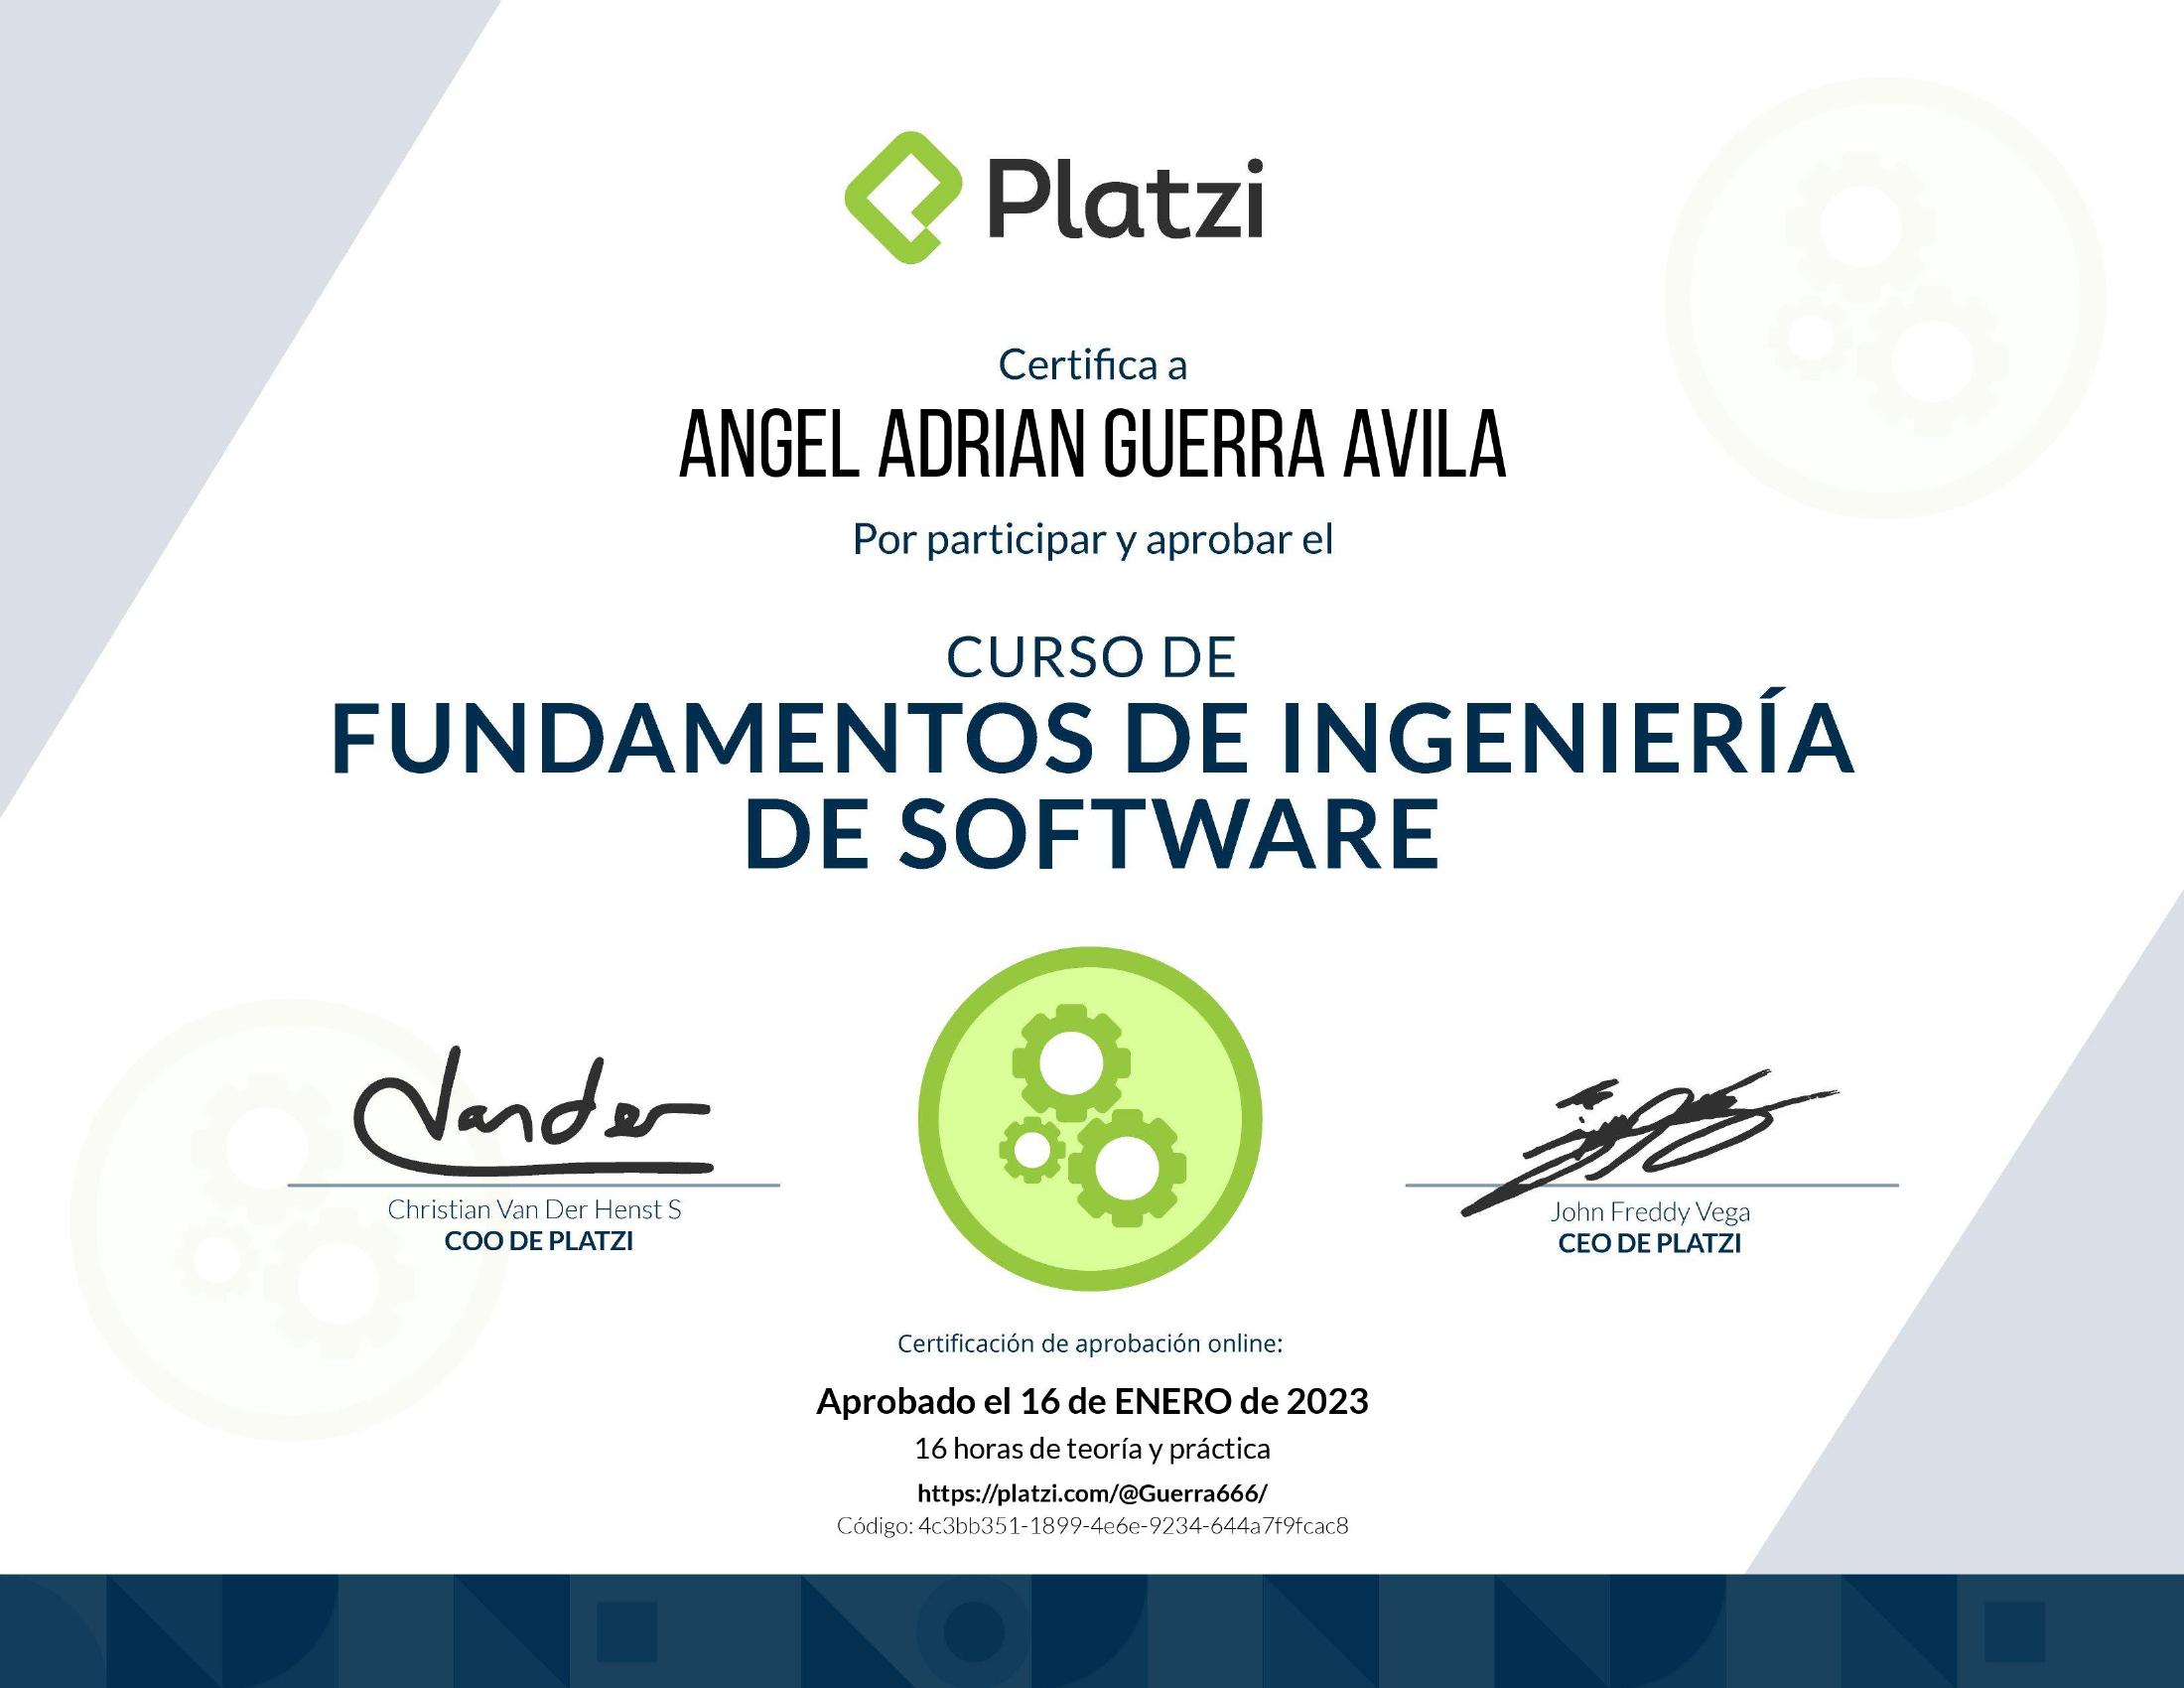 Platzi
Certifica a
ANGEL ADRIAN GUERRA AVILA
Por participar y aprobar el
CURSO DE
FUNDAMENTOS DE INGENIERÍA
DE SOFTWARE
Vander
Christian Van Der Henst S
COO DE PLATZI
John Freddy Vega
CEO DE PLATZI
Certificación de aprobación online:
Aprobado el 16 de ENERO de 2023
16 horas de teoría y práctica
https://platzi.com/@Guerra666/
Código: 4c3bb351-1899-4e6e-9234-644a7f9fcac8